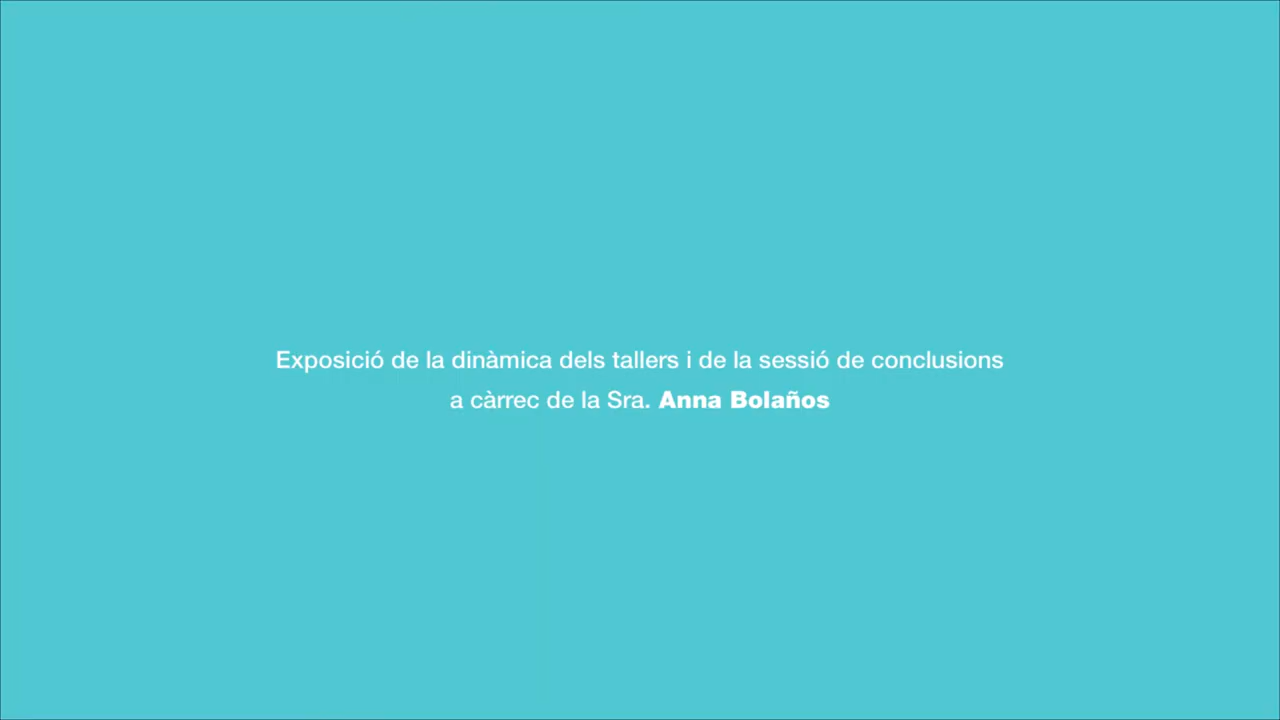 Exposició de la dinàmica dels tallers i de la sessió de conclusions
a càrrec de la Sra. Anna Bolaños